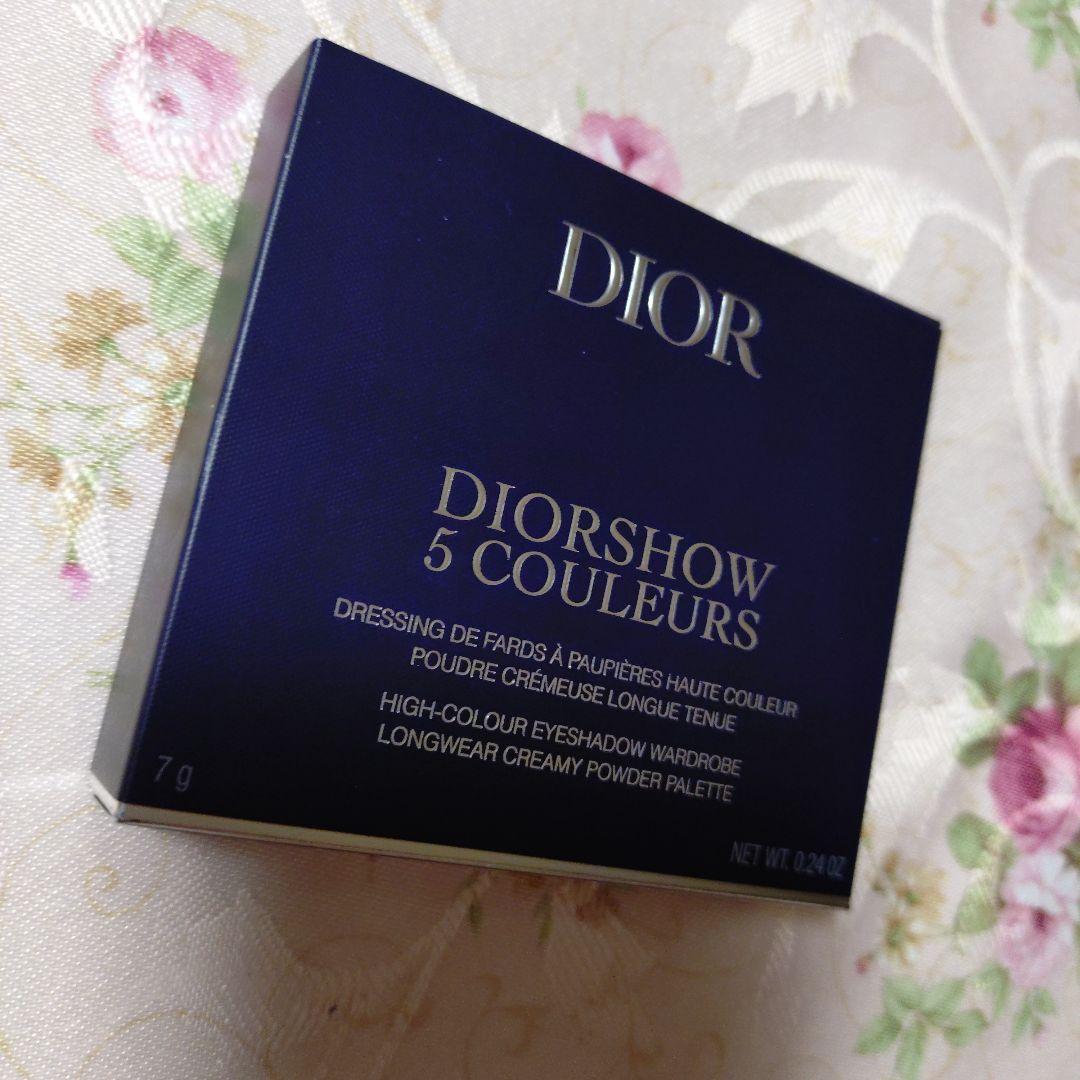 DIOR
DIORSHOW
5 COULEURS
DRESSING DE FARDS À PAUPIÈRES HAUTE COULEUR
POUDRE CRÉMEUSE LONGUE TENUE
HIGH-COLOUR EYESHADOW WARDROBE
LONGWEAR CREAMY POWDER PALETTE
7 g
NET WT. 0.24 OZ